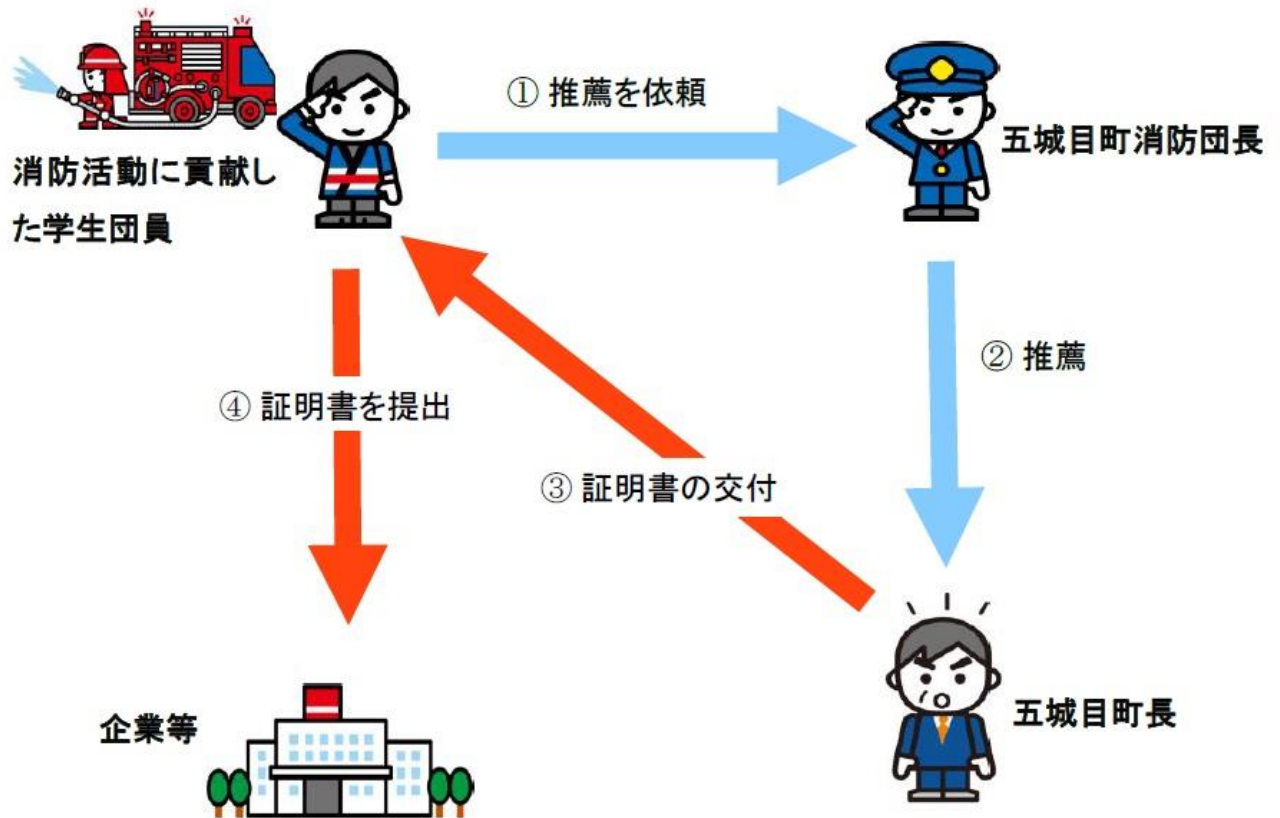 ① 推薦を依頼
五城目町消防団長
消防活動に貢献し
た学生団員
② 推薦
④ 証明書を提出
③ 証明書の交付
企業等
五城目町長